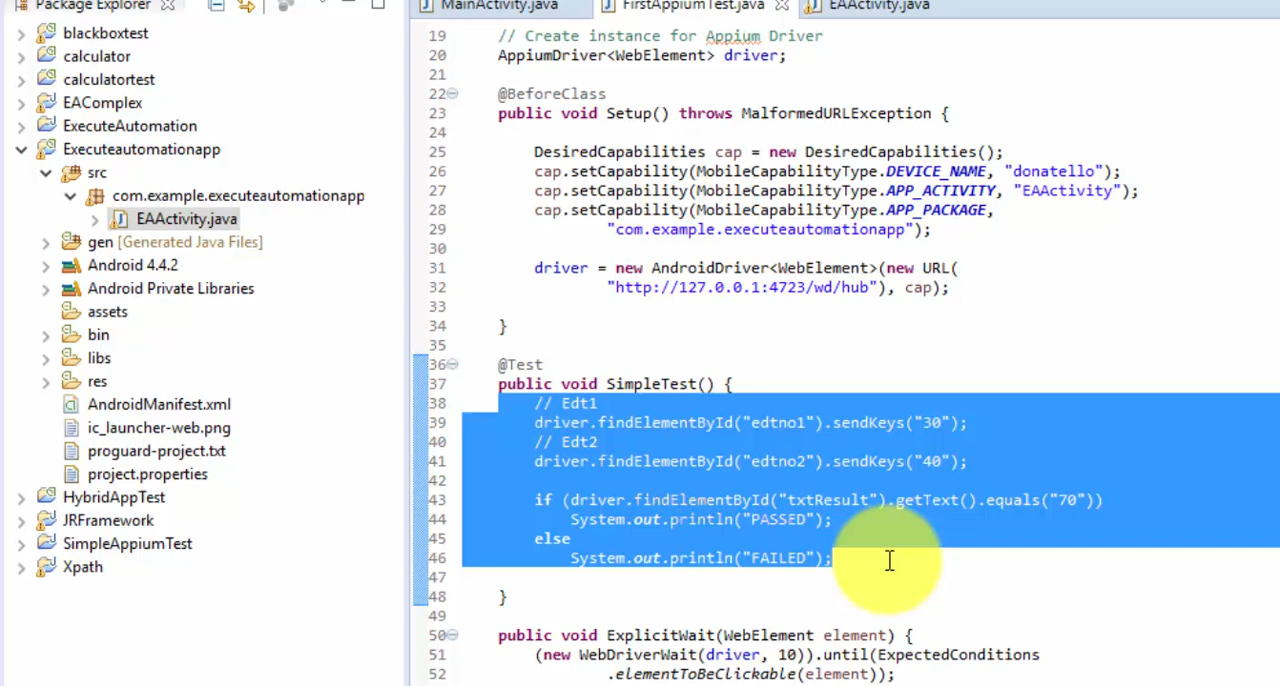 Package Explorer
blackboxtest
calculator
calculatortest
EAComplex
ExecuteAutomation
Executeautomationapp
src
com.example.executeautomationapp
EAActivity.java
gen [Generated Java Files]
Android 4.4.2
Android Private Libraries
assets
bin
libs
res
AndroidManifest.xml
ic_launcher-web.png
proguard-project.txt
project.properties
HybridAppTest
JRFramework
SimpleAppiumTest
Xpath
MainActivity.java FirstAppiumTest.java EAActivity.java
19 // Create instance for Appium Driver
20 AppiumDriver<WebElement> driver;
21
22 @BeforeClass
23 public void Setup() throws MalformedURLException {
24
25 DesiredCapabilities cap = new DesiredCapabilities();
26 cap.setCapability(MobileCapabilityType.DEVICE_NAME, "donatello");
27 cap.setCapability(MobileCapabilityType.APP_ACTIVITY, "EAActivity");
28 cap.setCapability(MobileCapabilityType.APP_PACKAGE,
29 "com.example.executeautomationapp");
30
31 driver = new AndroidDriver<WebElement>(new URL(
32 "http://127.0.0.1:4723/wd/hub"), cap);
33
34 }
35
36 @Test
37 public void SimpleTest() {
38 // Edt1
39 driver.findElementById("edtno1").sendKeys("30");
40 // Edt2
41 driver.findElementById("edtno2").sendKeys("40");
42
43 if (driver.findElementById("txtResult").getText().equals("70"))
44 System.out.println("PASSED");
45 else
46 System.out.println("FAILED");
47
48 }
49
50 public void ExplicitWait(WebElement element) {
51 (new WebDriverWait(driver, 10)).until(ExpectedConditions
52 .elementToBeClickable(element));